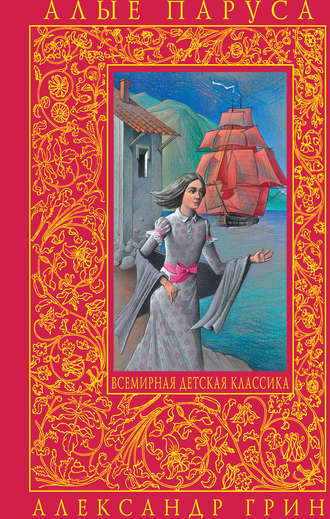 АЛЫЕ ПАРУСА
ВСЕМИРНАЯ ДЕТСКАЯ КЛАССИКА
АЛЕКСАНДР ГРИН